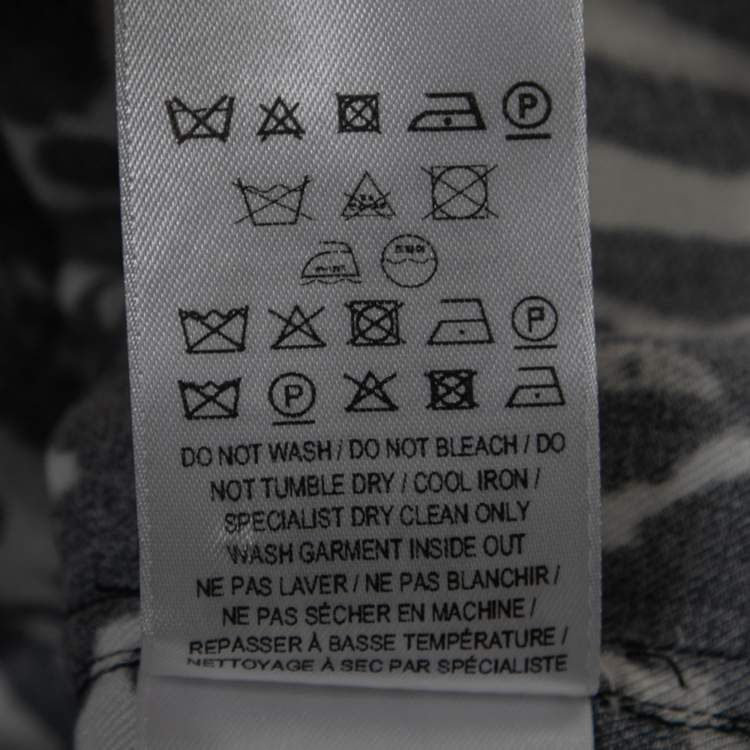 P
P
P
DO NOT WASH / DO NOT BLEACH / DO
NOT TUMBLE DRY / COOL IRON /
SPECIALIST DRY CLEAN ONLY
WASH GARMENT INSIDE OUT
NE PAS LAVER / NE PAS BLANCHIR /
NE PAS SÉCHER EN MACHINE /
REPASSER À BASSE TEMPÉRATURE /
NETTOYAGE À SEC PAR SPÉCIALISTE